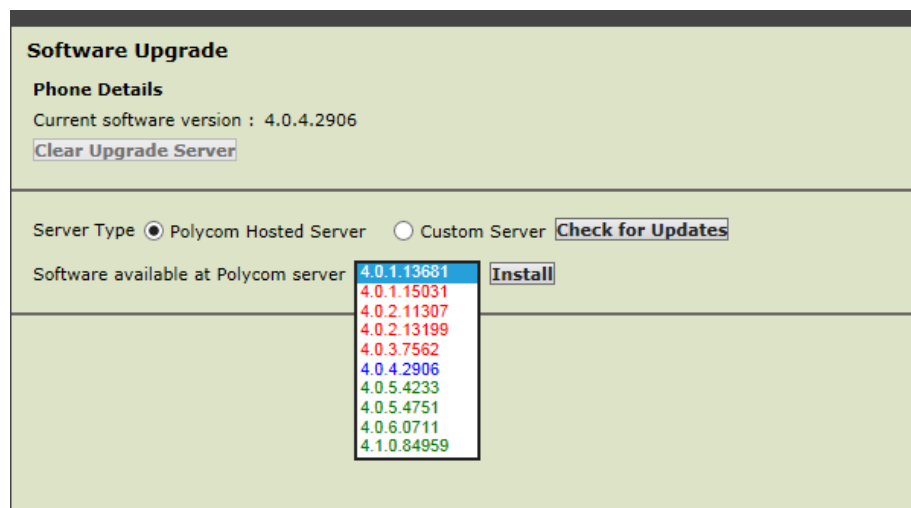 Software Upgrade
Phone Details
Current software version : 4.0.4.2906
Clear Upgrade Server
Server Type Polycom Hosted Server Custom Server Check for Updates
Software available at Polycom server 4.0.1.13681 Install
4.0.1.15031
4.0.2.11307
4.0.2.13199
4.0.3.7562
4.0.4.2906
4.0.5.4233
4.0.5.4751
4.0.6.0711
4.1.0.84959